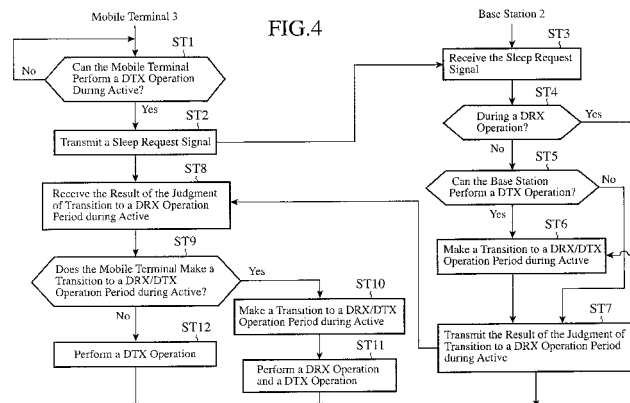 Mobile Terminal 3
FIG.4
Base Station 2
ST1
Can the Mobile Terminal
Perform a DTX Operation
During Active?
No
Yes
ST2
Transmit a Sleep Request Signal
ST8
Receive the Result of the Judgment
of Transition to a DRX Operation
Period during Active
ST9
Does the Mobile Terminal Make a
Transition to a DRX/DTX
Operation Period during Active?
Yes
No
ST10
Make a Transition to a DRX/DTX
Operation Period during Active
ST11
Perform a DRX Operation
and a DTX Operation
ST12
Perform a DTX Operation
ST3
Receive the Sleep Request
Signal
ST4
During a DRX
Operation?
Yes
No
ST5
Can the Base Station
Perform a DTX Operation?
No
Yes
ST6
Make a Transition to a DRX/DTX
Operation Period during Active
ST7
Transmit the Result of the Judgment of
Transition to a DRX Operation Period
during Active